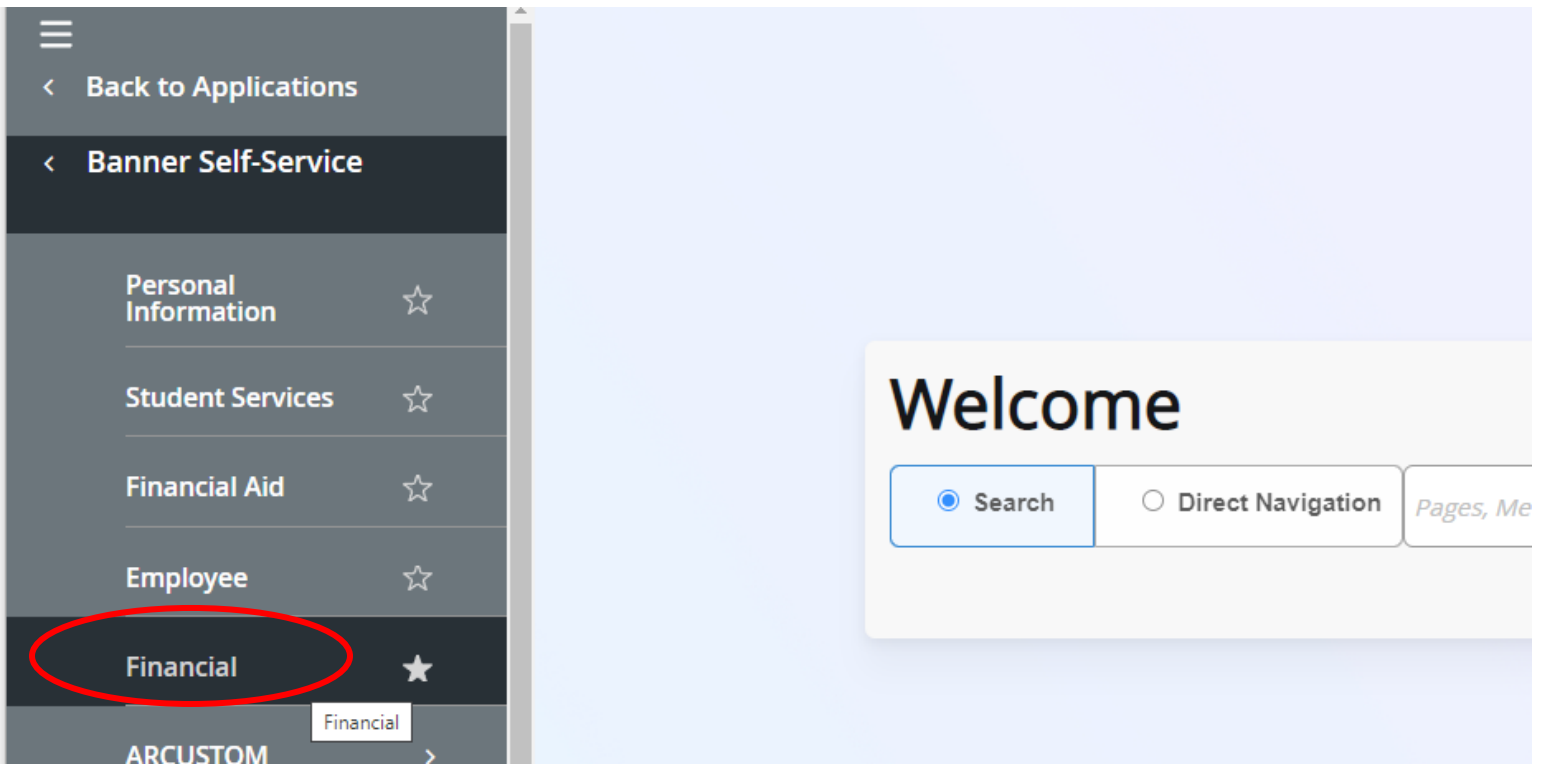 Back to Applications
Banner Self-Service
Personal
Information
Student Services
Financial Aid
Employee
Financial
Financial
ARCUSTOM
Welcome
Search
Direct Navigation
Pages, Me